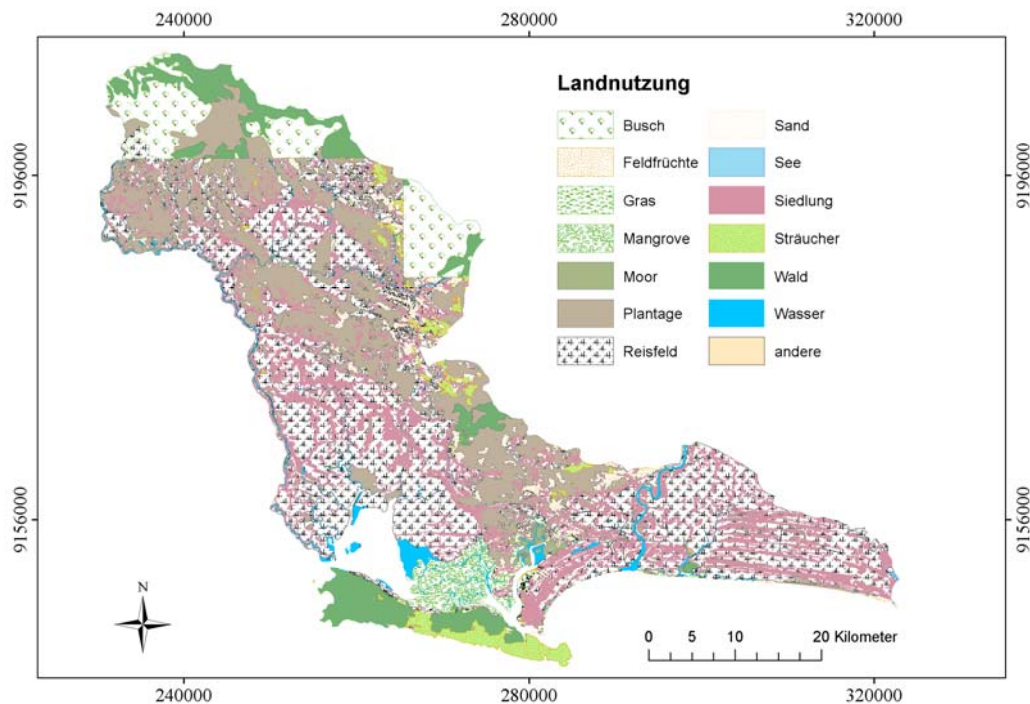 240000 280000 320000
9196000 9196000
Landnutzung
Busch Sand
Feldfrüchte See
Gras Siedlung
Mangrove Sträucher
Moor Wald
Plantage Wasser
Reisfeld andere
9156000 9156000
N
0 5 10 20 Kilometer
240000 280000 320000